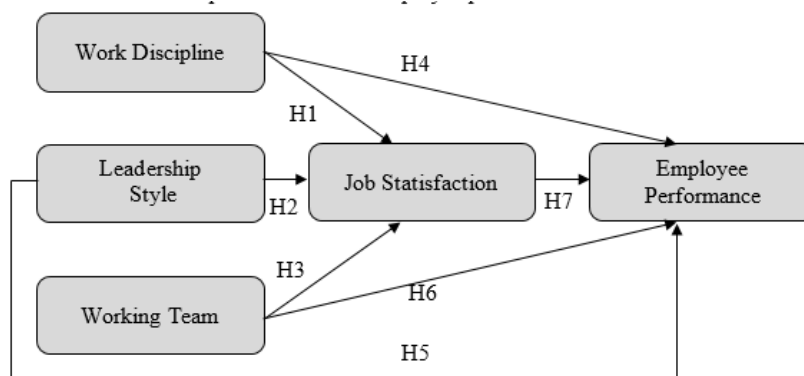 Work Discipline
H4
H1
Leadership
Style
H2
Job Statisfaction
H7
Employee
Performance
H3
H6
Working Team
H5